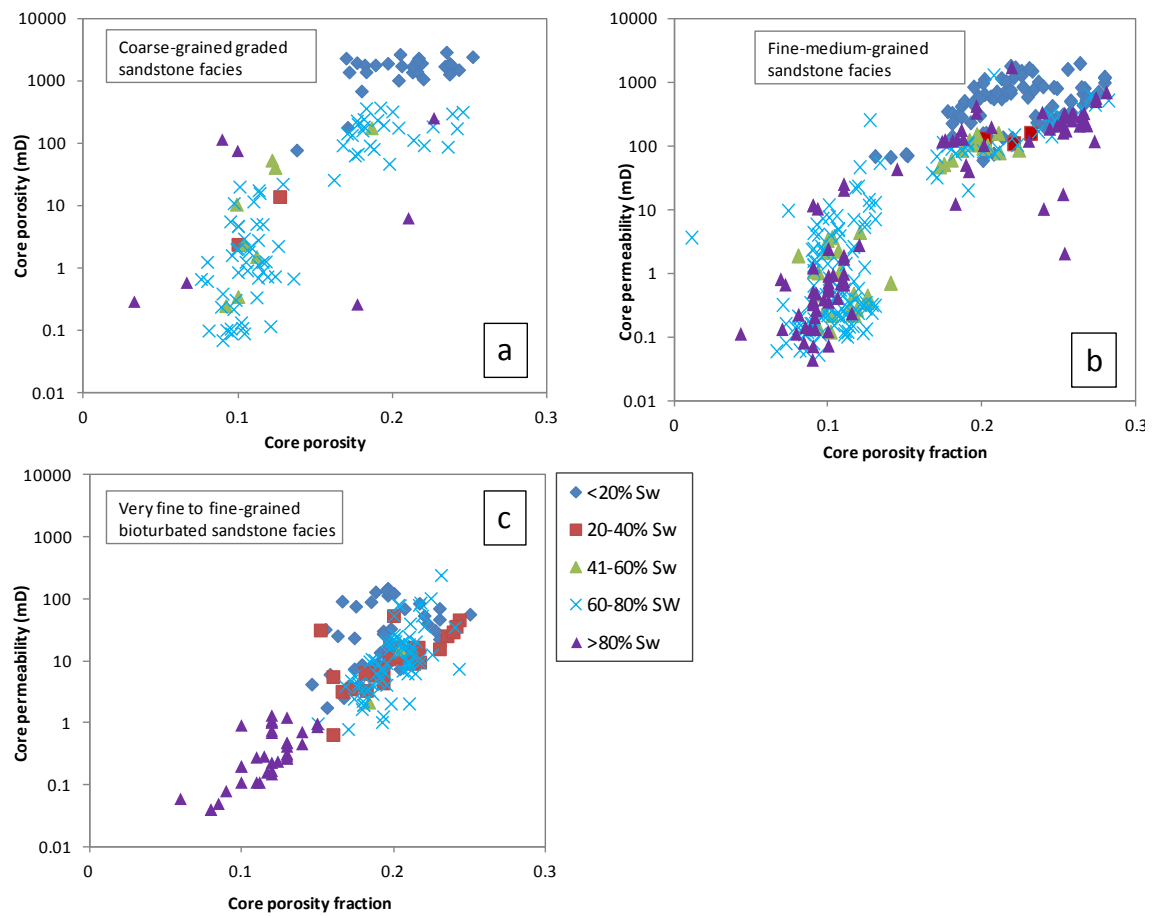 10000
1000
100
10
1
0.1
0.01
Core porosity (mD)
Coarse-grained graded
sandstone facies
a
0
0.1
0.2
0.3
Core porosity
10000
1000
100
10
1
0.1
0.01
Core permeability (mD)
Fine-medium-grained
sandstone facies
b
0
0.1
0.2
0.3
Core porosity fraction
10000
1000
100
10
1
0.1
0.01
Core permeability (mD)
Very fine to fine-grained
bioturbated sandstone facies
c
0
0.1
0.2
0.3
Core porosity fraction
<20% Sw
20-40% Sw
41-60% Sw
60-80% SW
>80% Sw